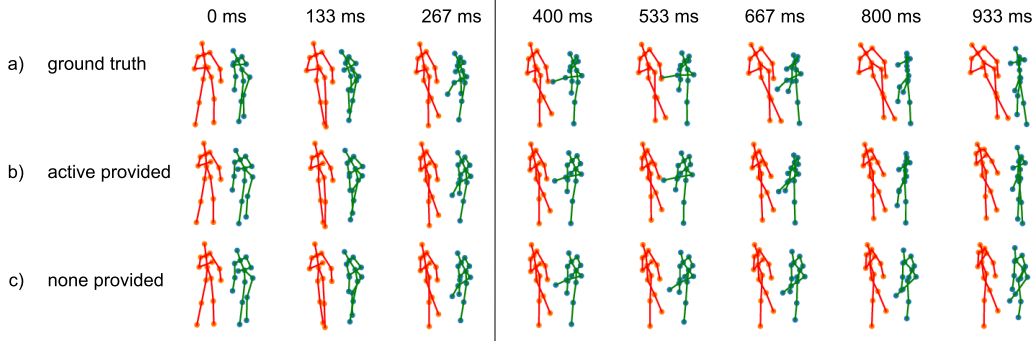 0 ms 133 ms 267 ms 400 ms 533 ms 667 ms 800 ms 933 ms
a) ground truth
b) active provided
c) none provided